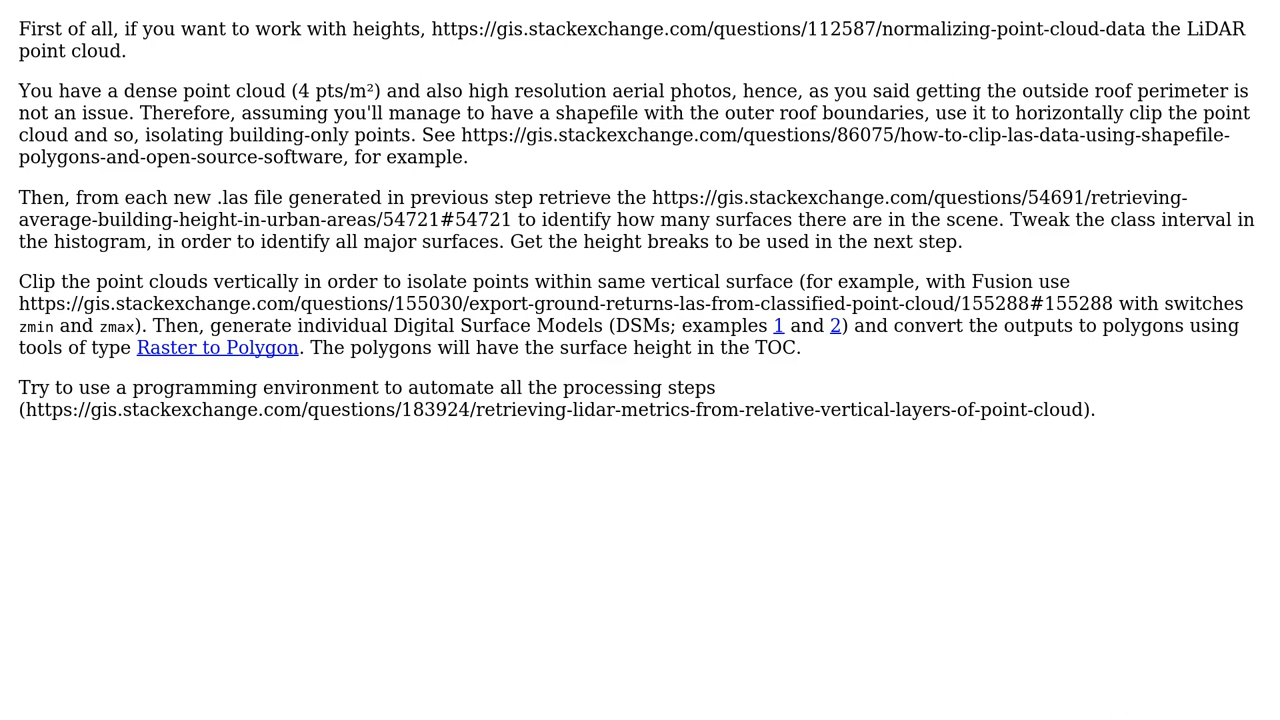 First of all, if you want to work with heights, https://gis.stackexchange.com/questions/112587/normalizing-point-cloud-data the LiDAR
point cloud.
You have a dense point cloud (4 pts/m²) and also high resolution aerial photos, hence, as you said getting the outside roof perimeter is
not an issue. Therefore, assuming you'll manage to have a shapefile with the outer roof boundaries, use it to horizontally clip the point
cloud and so, isolating building-only points. See https://gis.stackexchange.com/questions/86075/how-to-clip-las-data-using-shapefile-
polygons-and-open-source-software, for example.
Then, from each new .las file generated in previous step retrieve the https://gis.stackexchange.com/questions/54691/retrieving-
average-building-height-in-urban-areas/54721#54721 to identify how many surfaces there are in the scene. Tweak the class interval in
the histogram, in order to identify all major surfaces. Get the height breaks to be used in the next step.
Clip the point clouds vertically in order to isolate points within same vertical surface (for example, with Fusion use
https://gis.stackexchange.com/questions/155030/export-ground-returns-las-from-classified-point-cloud/155288#155288 with switches
zmin and zmax). Then, generate individual Digital Surface Models (DSMs; examples 1 and 2) and convert the outputs to polygons using
tools of type Raster to Polygon. The polygons will have the surface height in the TOC.
Try to use a programming environment to automate all the processing steps
(https://gis.stackexchange.com/questions/183924/retrieving-lidar-metrics-from-relative-vertical-layers-of-point-cloud).